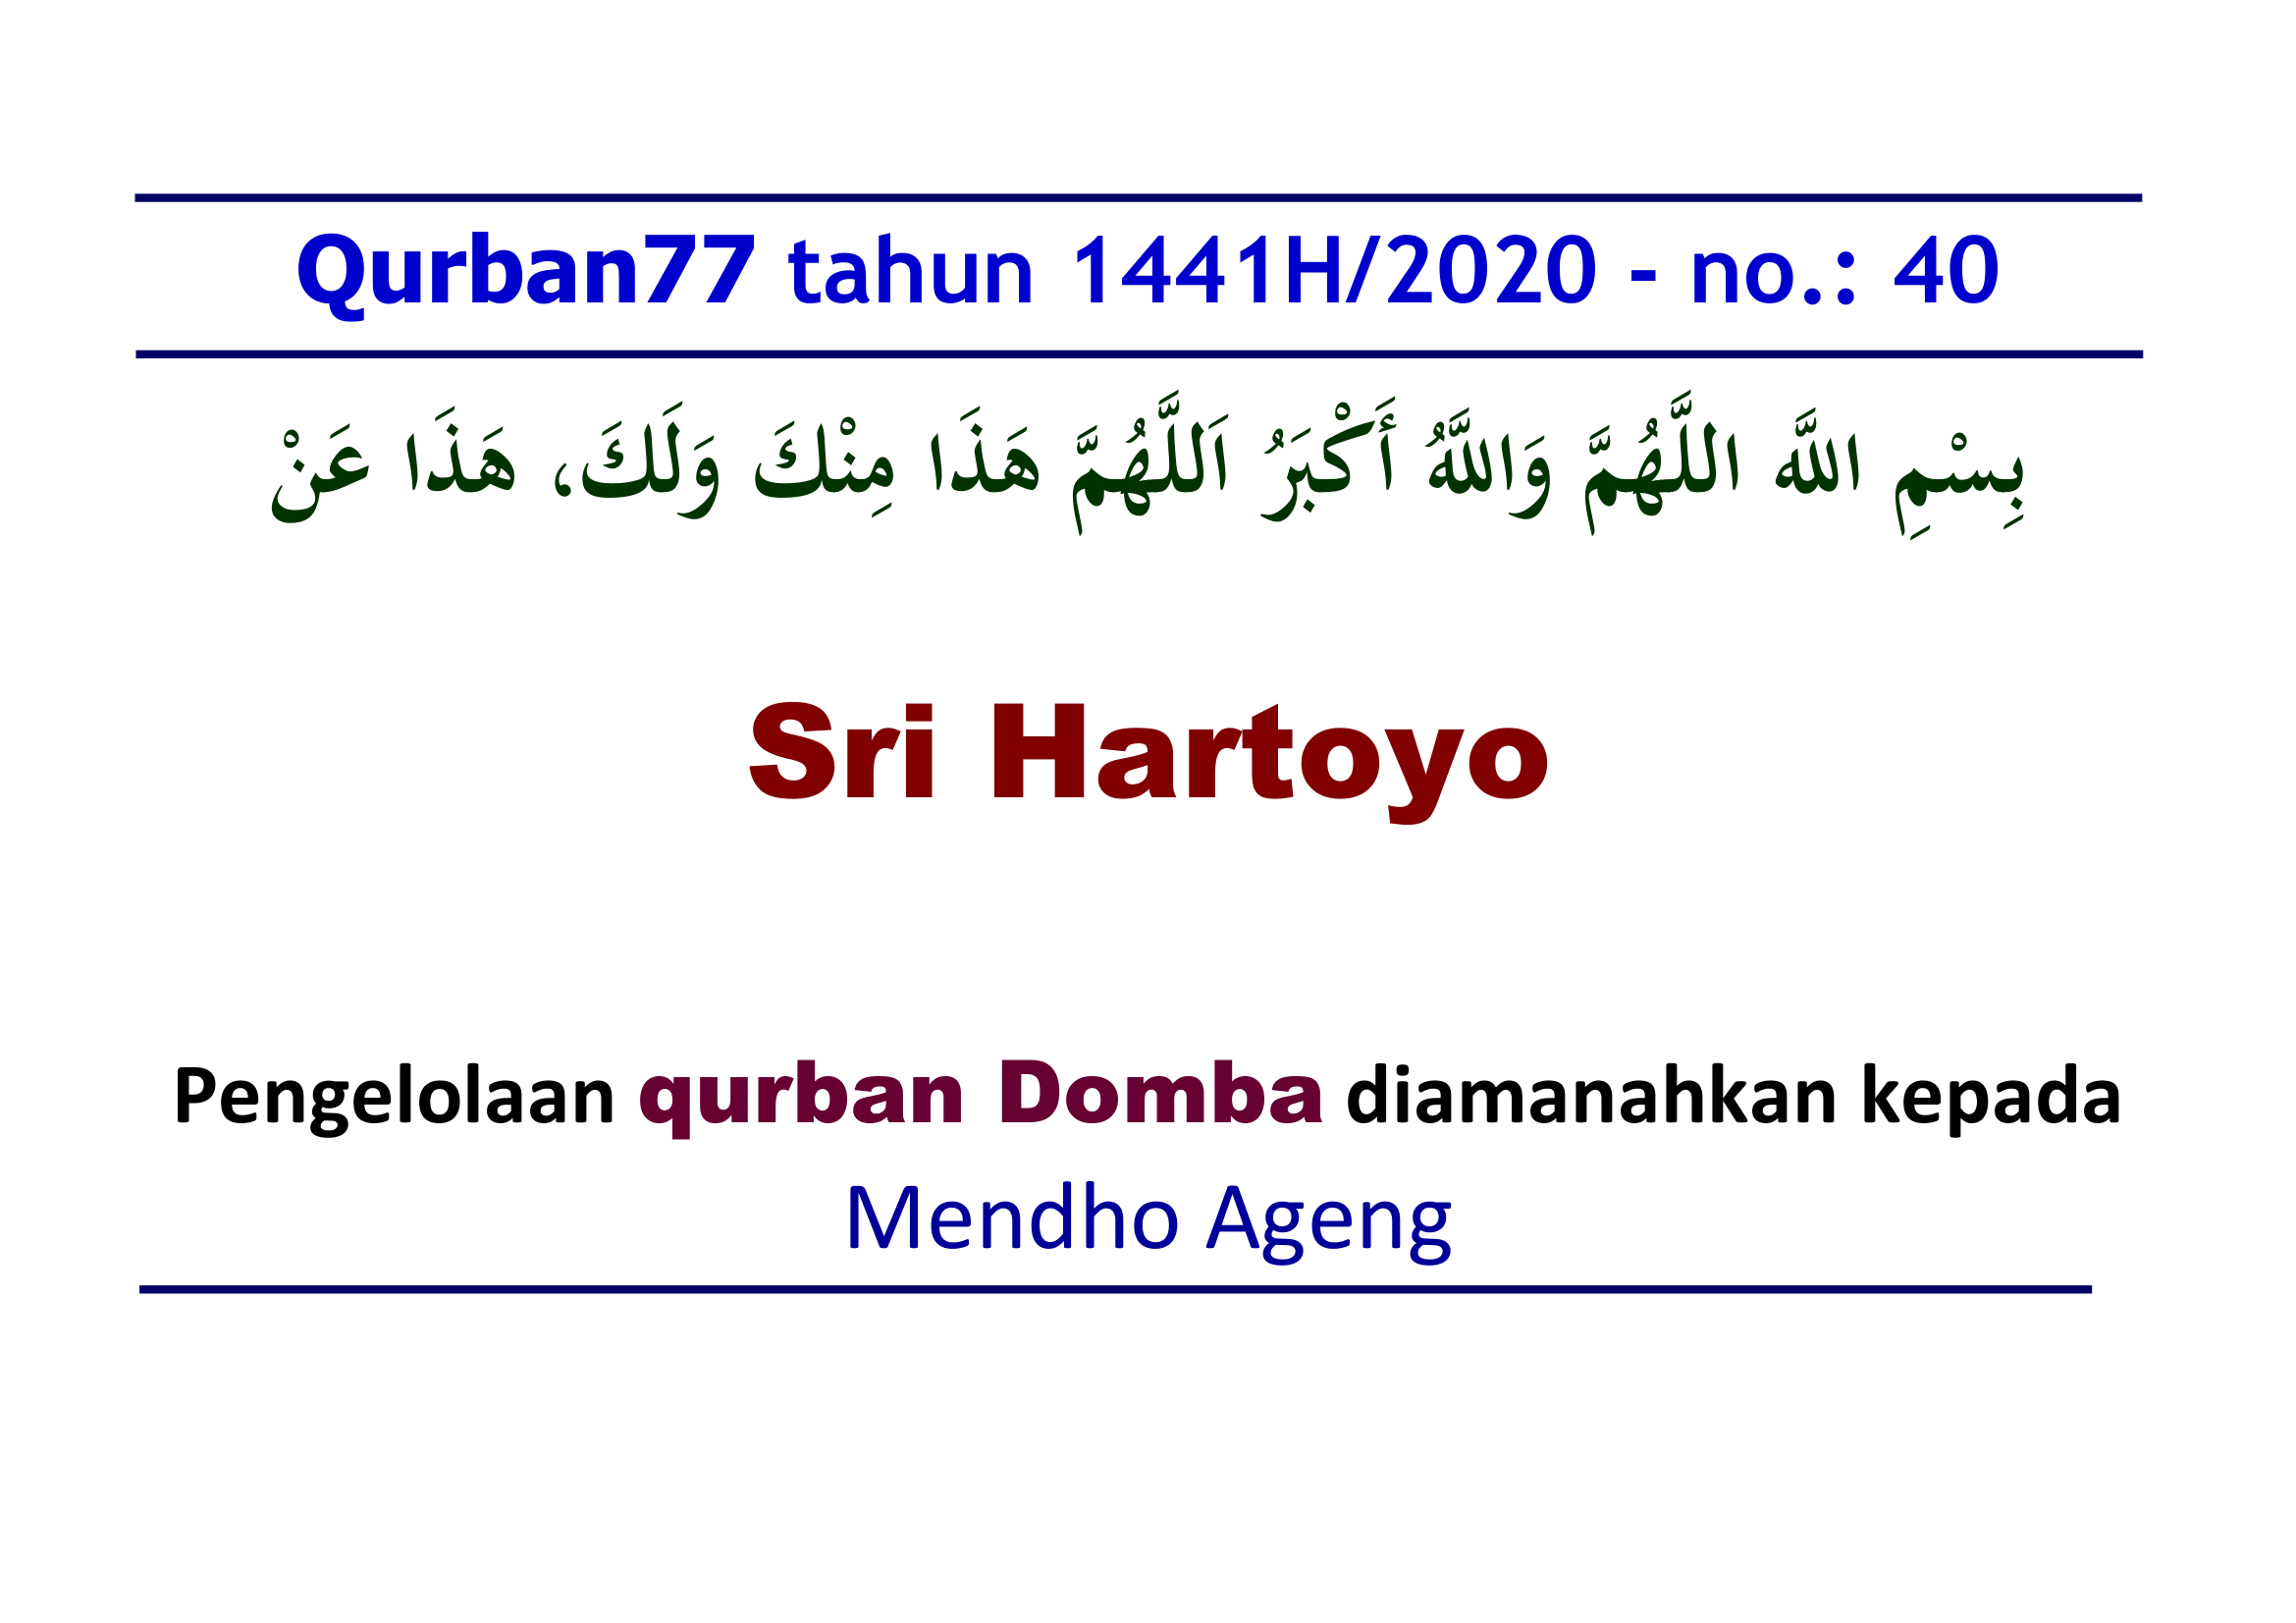 Qurban77 tahun 1441H/2020 - no.: 40
بِسْمِ اللَّه اللَّهُمَّ وَاللَّهُ أَكْبَرُ اَللَّهُمَّ هَذَا مِنْكَ وَلَكَ، هَذَا عَنْ
Sri Hartoyo
Pengelolaan qurban Domba diamanahkan kepada
Mendho Ageng